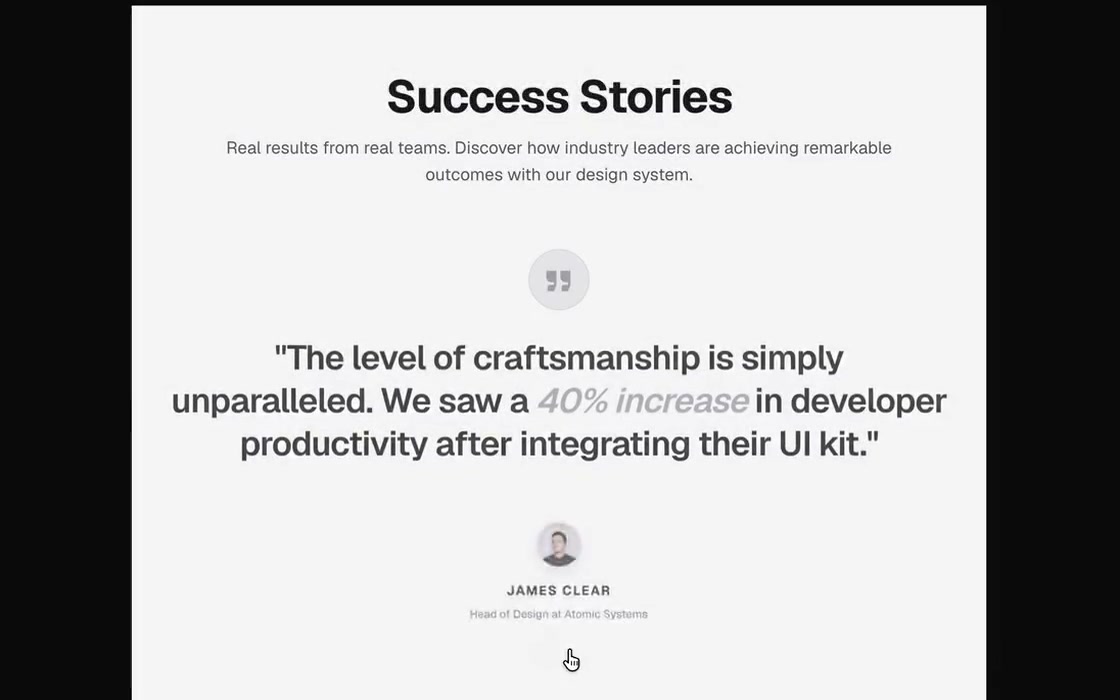 Success Stories
Real results from real teams. Discover how industry leaders are achieving remarkable
outcomes with our design system.
"The level of craftsmanship is simply
unparalleled. We saw a 40% increase in developer
productivity after integrating their UI kit."
JAMES CLEAR
Head of Design at Atomic Systems